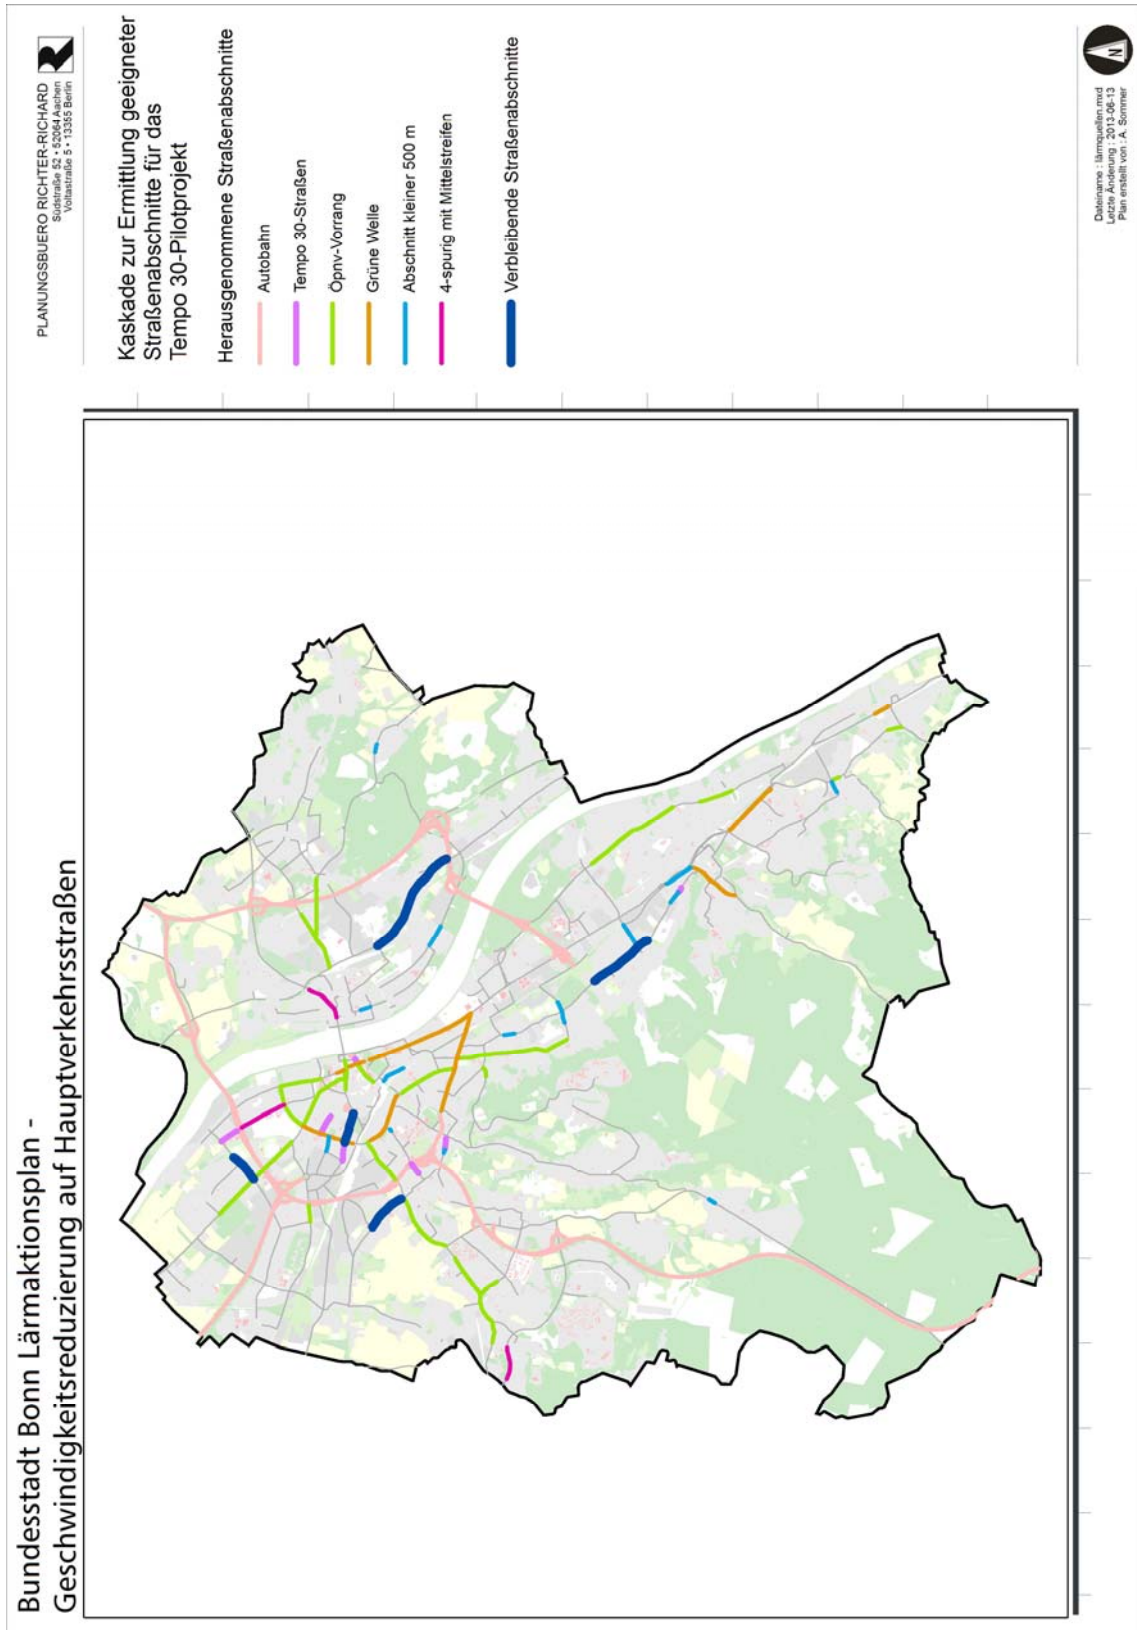 Bundesstadt Bonn Lärmaktionsplan -
Geschwindigkeitsreduzierung auf Hauptverkehrsstraßen
PLANUNGSBUERO RICHTER-RICHARD
Südstraße 52 • 52064 Aachen
Voltastraße 5 • 13355 Berlin
R
Kaskade zur Ermittlung geeigneter
Straßenabschnitte für das
Tempo 30-Pilotprojekt
Herausgenommene Straßenabschnitte
Autobahn
Tempo 30-Straßen
Öpnv-Vorrang
Grüne Welle
Abschnitt kleiner 500 m
4-spurig mit Mittelstreifen
Verbleibende Straßenabschnitte
Dateiname : lärmquellen.mxd
Letzte Änderung : 2013-06-13
Plan erstellt von : A. Sommer
N